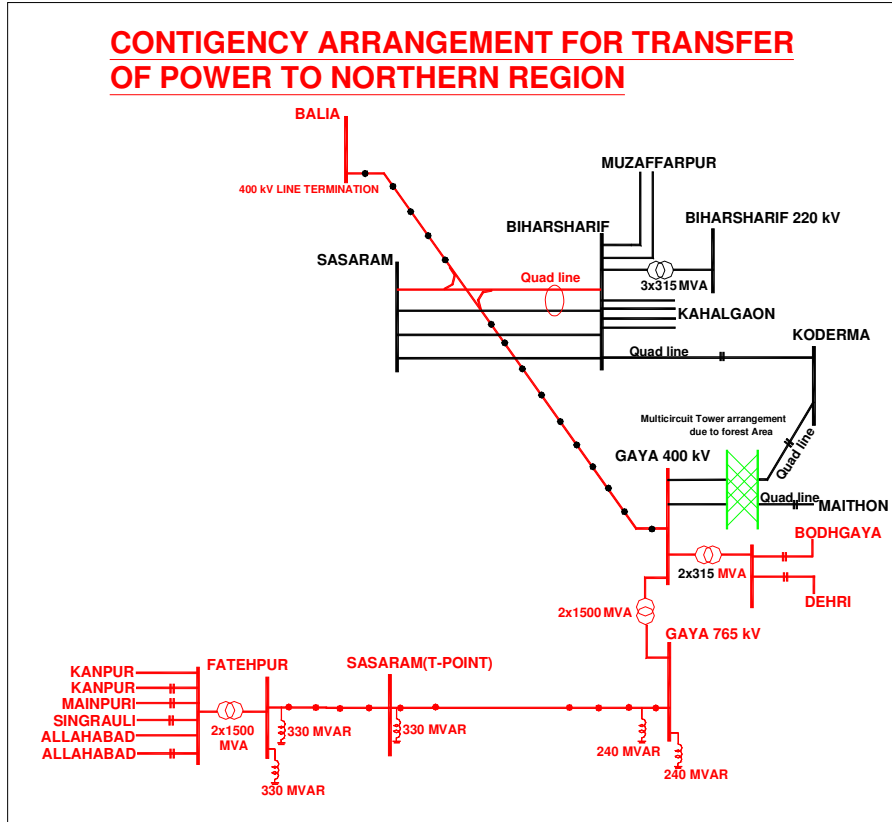 CONTIGENCY ARRANGEMENT FOR TRANSFER
OF POWER TO NORTHERN REGION
BALIA
400 kV LINE TERMINATION
MUZAFFARPUR
BIHARSHARIF
BIHARSHARIF 220 kV
3x315 MVA
SASARAM
Quad line
KAHALGAON
KODERMA
Quad line
Multicircuit Tower arrangement
due to forest Area
Quad line
GAYA 400 kV
Quad line
MAITHON
BODHGAYA
2x315 MVA
DEHRI
2x1500 MVA
GAYA 765 kV
FATEHPUR
SASARAM(T-POINT)
KANPUR
KANPUR
MAINPURI
SINGRAULI
ALLAHABAD
ALLAHABAD
2x1500
MVA
330 MVAR
330 MVAR
240 MVAR
330 MVAR
240 MVAR